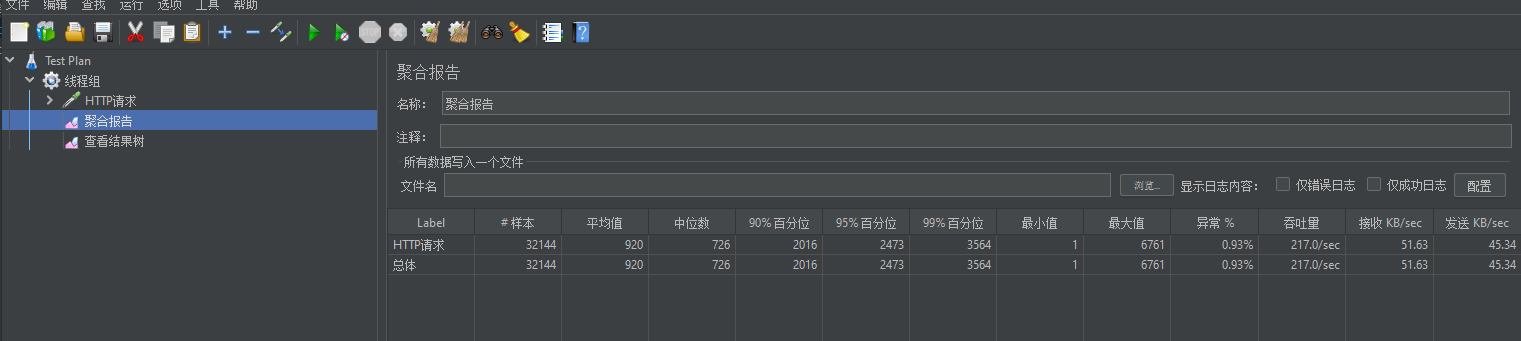 文件 编辑 查找 运行 选项 工具 帮助
STOP
Test Plan
线程组
HTTP请求
聚合报告
查看结果树
聚合报告
名称： 聚合报告
注释：
所有数据写入一个文件
文件名 浏览... 显示日志内容： 仅错误日志 仅成功日志 配置
Label # 样本 平均值 中位数 90% 百分位 95% 百分位 99% 百分位 最小值 最大值 异常 % 吞吐量 接收 KB/sec 发送 KB/sec
HTTP请求 32144 920 726 2016 2473 3564 1 6761 0.93% 217.0/sec 51.63 45.34
总体 32144 920 726 2016 2473 3564 1 6761 0.93% 217.0/sec 51.63 45.34